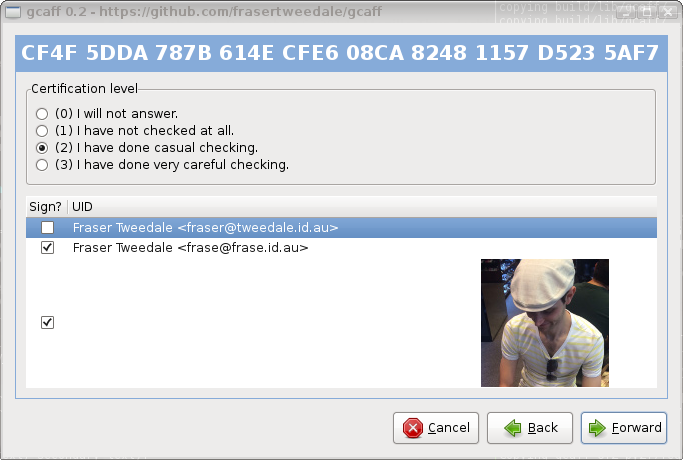 gcaff 0.2 - https://github.com/frasertweedale/gcaff
CF4F 5DDA 787B 614E CFE6 08CA 8248 1157 D523 5AF7
Certification level
(0) I will not answer.
(1) I have not checked at all.
(2) I have done casual checking.
(3) I have done very careful checking.
Sign? UID
Fraser Tweedale <fraser@tweedale.id.au>
Fraser Tweedale <frase@frase.id.au>
Cancel Back Forward